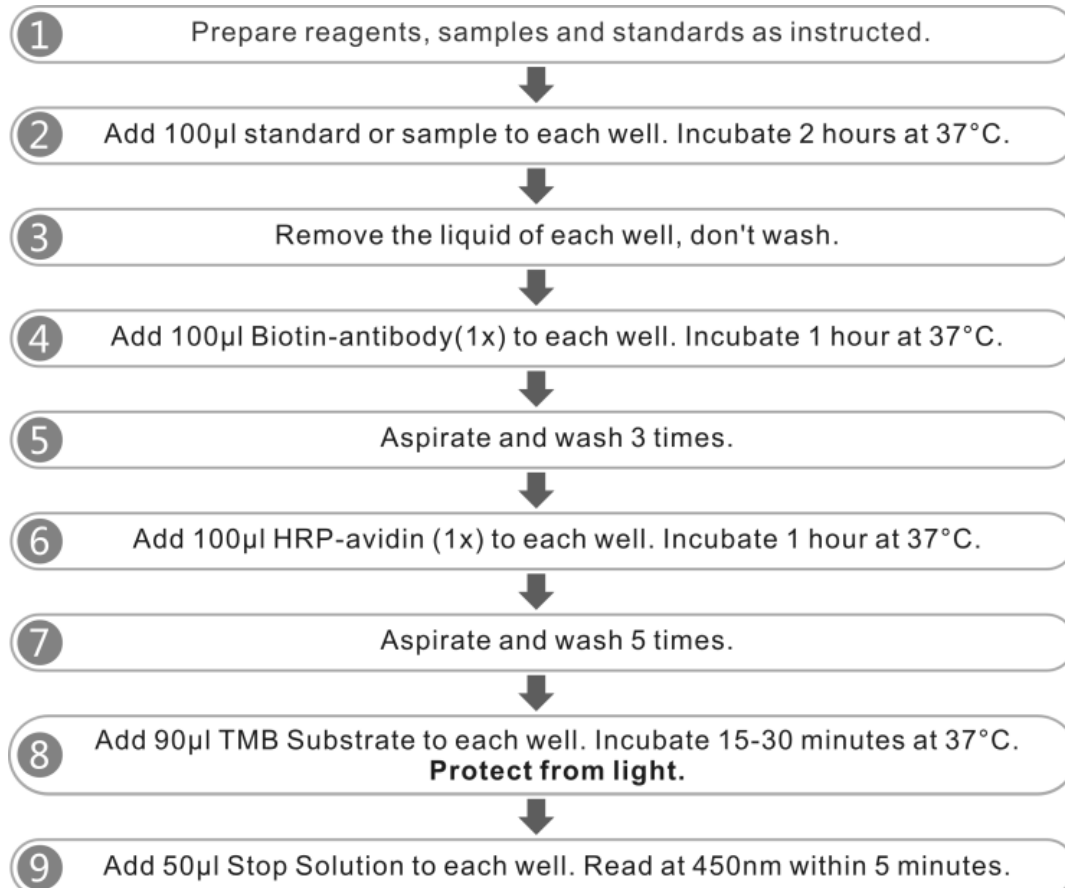 1 Prepare reagents, samples and standards as instructed.
2 Add 100µl standard or sample to each well. Incubate 2 hours at 37°C.
3 Remove the liquid of each well, don't wash.
4 Add 100µl Biotin-antibody(1x) to each well. Incubate 1 hour at 37°C.
5 Aspirate and wash 3 times.
6 Add 100µl HRP-avidin (1x) to each well. Incubate 1 hour at 37°C.
7 Aspirate and wash 5 times.
8 Add 90µl TMB Substrate to each well. Incubate 15-30 minutes at 37°C.
Protect from light.
9 Add 50µl Stop Solution to each well. Read at 450nm within 5 minutes.